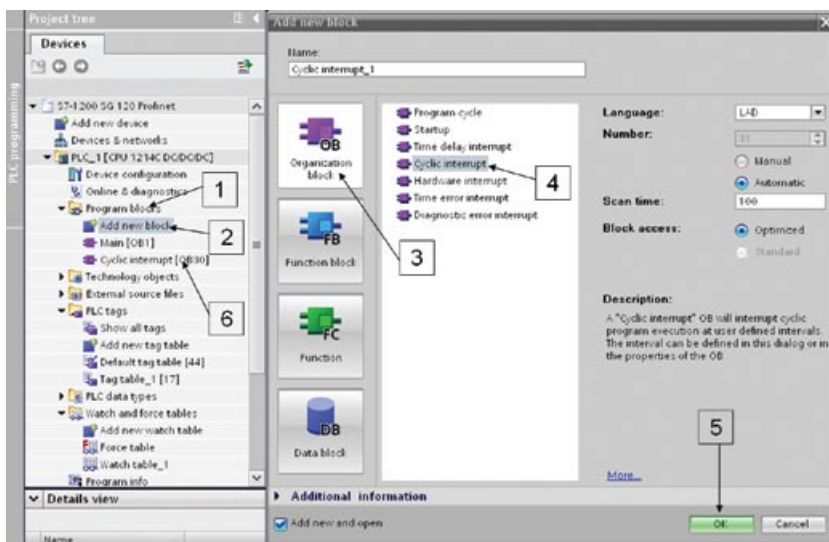 Project tree
Devices
PLC programming
S7-1200 SG 120 Profinet
Add new device
Devices & networks
PLC_1 [CPU 1214C DC/DC/DC]
Device configuration
Online & diagnostics
Program blocks
Add new block
Main [OB1]
Cyclic interrupt [OB30]
Technology objects
External source files
PLC tags
Show all tags
Add new tag table
Default tag table [44]
Tag table_1 [17]
PLC data types
Watch and force tables
Add new watch table
Force table
Watch table_1
Program info
Details view
Name
1
2
6
Add new block
Name:
Cyclic interrupt_1
OB
Organization
block
FB
Function block
FC
Function
DB
Data block
3
Program cycle
Startup
Time delay interrupt
Cyclic interrupt
Hardware interrupt
Time error interrupt
Diagnostic error interrupt
4
Language:
LAD
Number:
Manual
Automatic
Scan time:
100
Block access:
Optimized
Standard
Description:
A "Cyclic interrupt" OB will interrupt cyclic
program execution at user defined intervals.
The interval can be defined in this dialog or in
the properties of the OB.
5
More...
Additional information
Add new and open
OK
Cancel